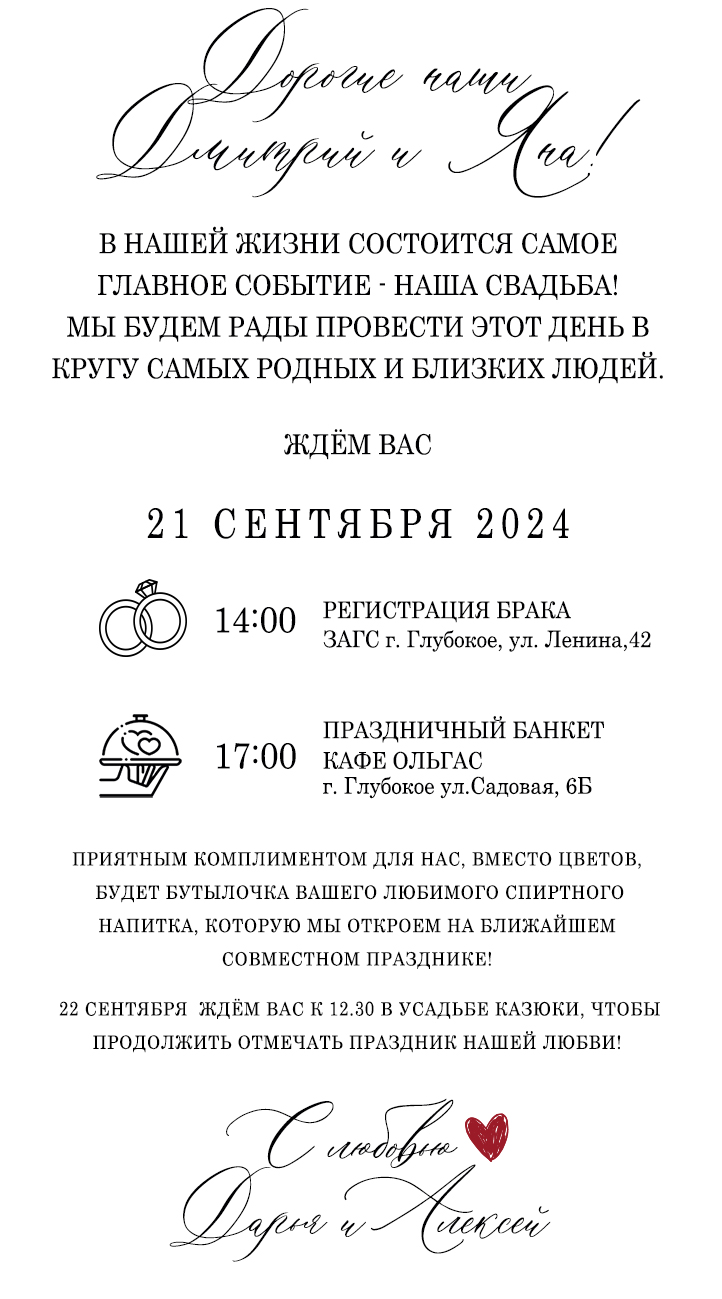 Дорогие наши
Дмитрий и Яна!
В НАШЕЙ ЖИЗНИ СОСТОИТСЯ САМОЕ
ГЛАВНОЕ СОБЫТИЕ - НАША СВАДЬБА!
МЫ БУДЕМ РАДЫ ПРОВЕСТИ ЭТОТ ДЕНЬ В
КРУГУ САМЫХ РОДНЫХ И БЛИЗКИХ ЛЮДЕЙ.
ЖДЁМ ВАС
21 СЕНТЯБРЯ 2024
14:00
РЕГИСТРАЦИЯ БРАКА
ЗАГС г. Глубокое, ул. Ленина,42
17:00
ПРАЗДНИЧНЫЙ БАНКЕТ
КАФЕ ОЛЬГАС
г. Глубокое ул.Садовая, 6Б
ПРИЯТНЫМ КОМПЛИМЕНТОМ ДЛЯ НАС, ВМЕСТО ЦВЕТОВ,
БУДЕТ БУТЫЛОЧКА ВАШЕГО ЛЮБИМОГО СПИРТНОГО
НАПИТКА, КОТОРУЮ МЫ ОТКРОЕМ НА БЛИЖАЙШЕМ
СОВМЕСТНОМ ПРАЗДНИКЕ!
22 СЕНТЯБРЯ ЖДЁМ ВАС К 12.30 В УСАДЬБЕ КАЗЮКИ, ЧТОБЫ
ПРОДОЛЖИТЬ ОТМЕЧАТЬ ПРАЗДНИК НАШЕЙ ЛЮБВИ!
С любовью
Дарья и Алексей